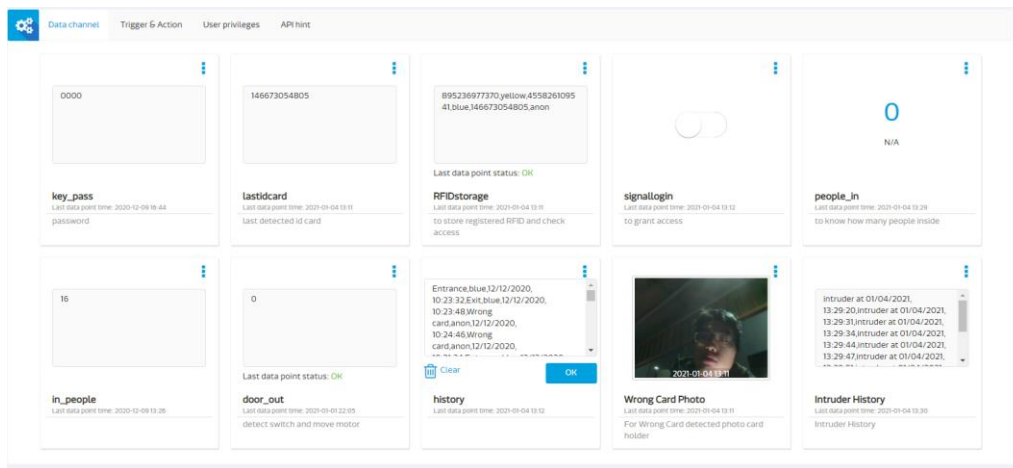 Data channel
Trigger & Action
User privileges
API hint
0000
key_pass
Last data point time: 2020-12-09 18:44
password
146673054805
lastidcard
Last data point time: 2021-01-04 13:11
last detected id card
895236977370,yellow,4558261095
41,blue,146673054805,anon
Last data point status: OK
RFIDstorage
Last data point time: 2021-01-04 13:11
to store registered RFID and check
access
signallogin
Last data point time: 2021-01-04 13:12
to grant access
0
N/A
people_in
Last data point time: 2021-01-04 13:29
to know how many people inside
16
in_people
Last data point time: 2020-12-09 13:26
0
Last data point status: OK
door_out
Last data point time: 2021-01-01 22:05
detect switch and move motor
Entrance,blue,12/12/2020,
10:23:32,Exit,blue,12/12/2020,
10:23:48,Wrong
card,anon,12/12/2020,
10:24:46,Wrong
card,anon,12/12/2020,
Clear
OK
history
Last data point time: 2021-01-04 13:12
2021-01-04 13:11
Wrong Card Photo
Last data point time: 2021-01-04 13:11
For Wrong Card detected photo card
holder
intruder at 01/04/2021,
13:29:20,intruder at 01/04/2021,
13:29:31,intruder at 01/04/2021,
13:29:34,intruder at 01/04/2021,
13:29:44,intruder at 01/04/2021,
13:29:47,intruder at 01/04/2021,
Intruder History
Last data point time: 2021-01-04 13:30
Intruder History